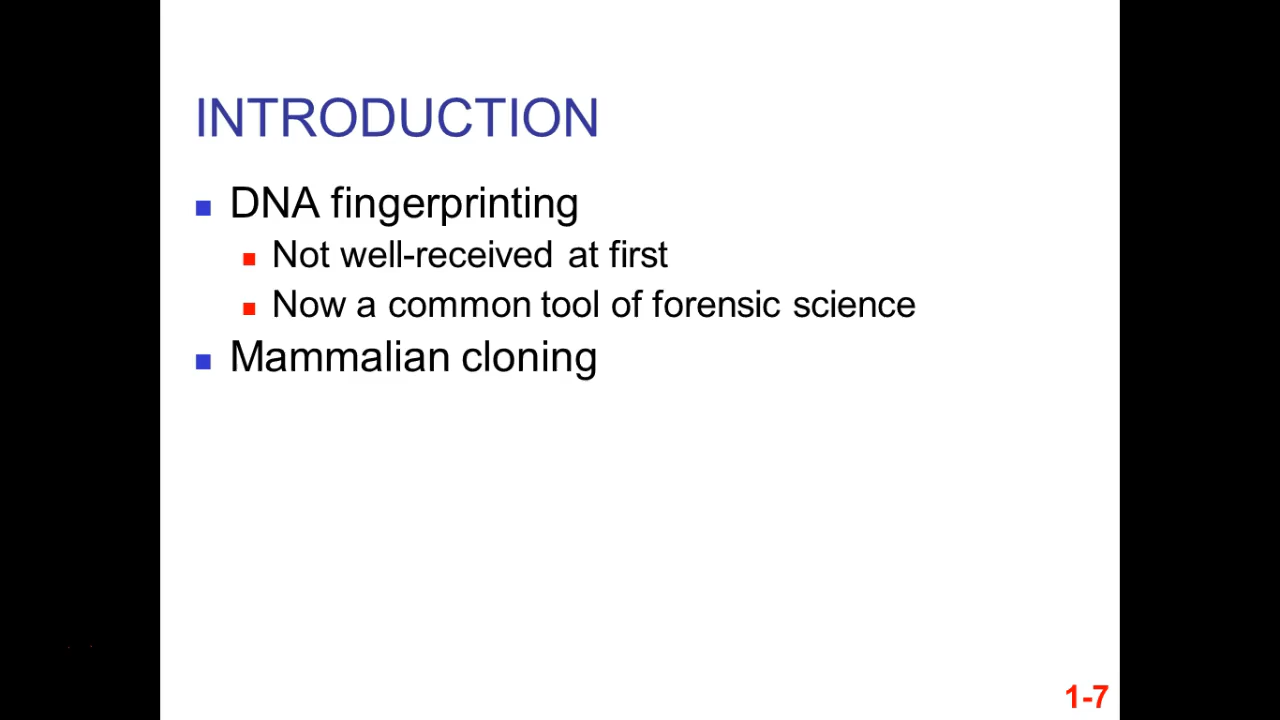 INTRODUCTION
DNA fingerprinting
Not well-received at first
Now a common tool of forensic science
Mammalian cloning
1-7